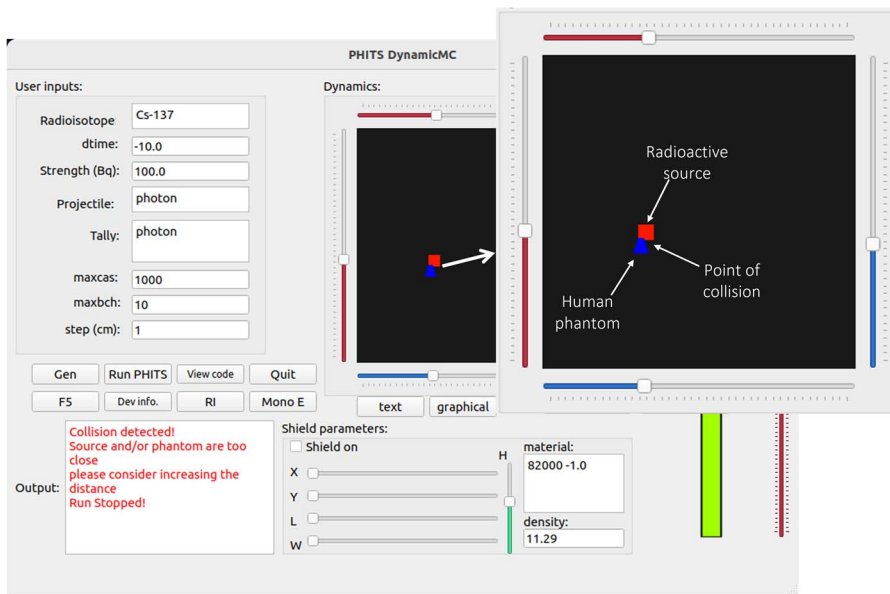 PHITS DynamicMC
User inputs:
Radioisotope
Cs-137
dtime:
-10.0
Strength (Bq):
100.0
Projectile:
photon
Tally:
photon
maxcas:
1000
maxbch:
10
step (cm):
1
Gen
Run PHITS
View code
Quit
F5
Dev info.
RI
Mono E
Output:
Collision detected!
Source and/or phantom are too
close
please consider increasing the
distance
Run Stopped!
Dynamics:
text
graphical
Shield parameters:
Shield on
X
Y
L
W
H
material:
82000 -1.0
density:
11.29
Radioactive
source
Point of
collision
Human
phantom